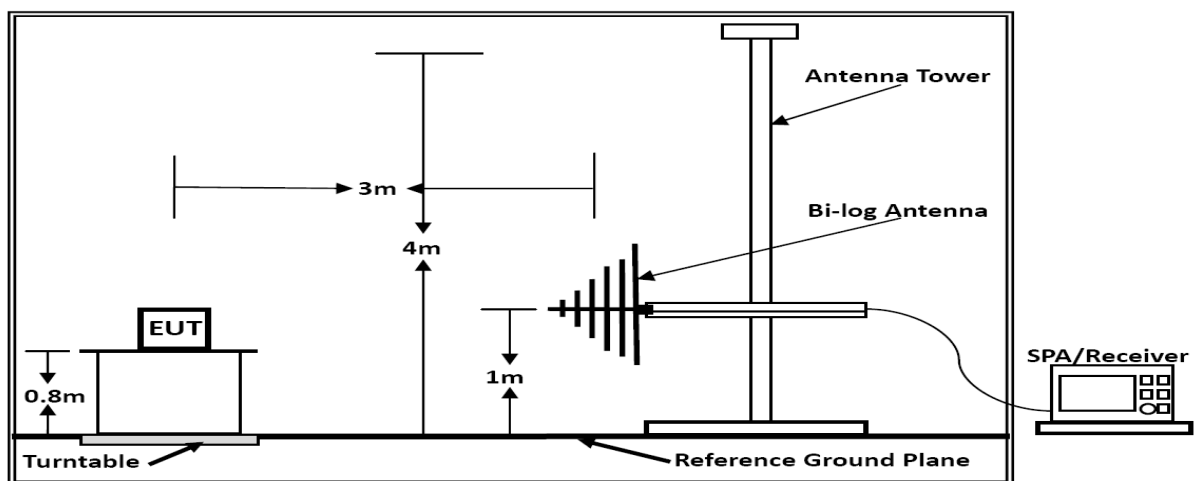 Antenna Tower
3m
Bi-log Antenna
4m
EUT
1m
0.8m
SPA/Receiver
Turntable
Reference Ground Plane